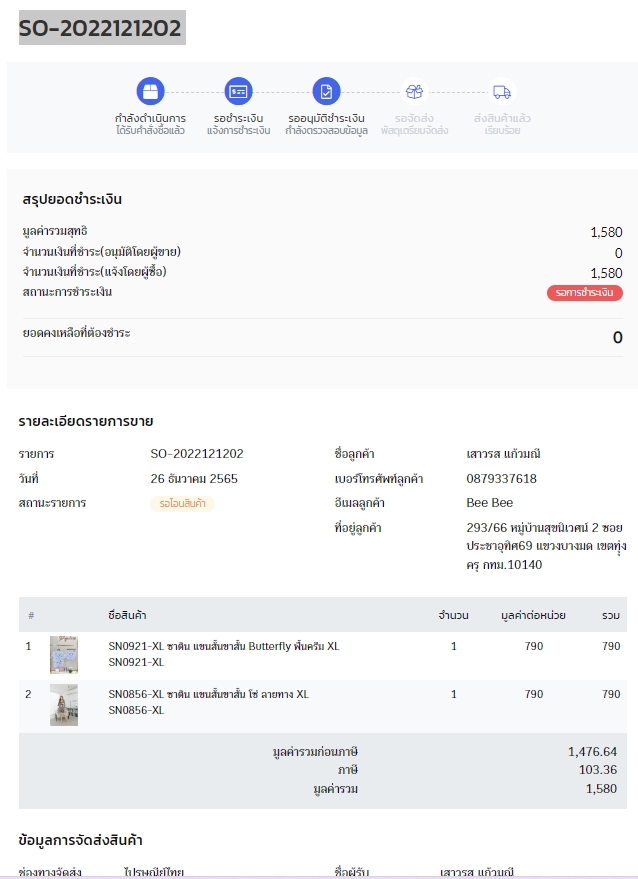 SO-2022121202
กำลังดำเนินการ
ได้รับคำสั่งซื้อแล้ว
รอชำระเงิน
แจ้งการชำระเงิน
รออนุมัติชำระเงิน
กำลังตรวจสอบข้อมูล
รอจัดส่ง
พัสดุเตรียมจัดส่ง
ส่งสินค้าแล้ว
เรียบร้อย
สรุปยอดชำระเงิน
มูลค่ารวมสุทธิ 1,580
จำนวนเงินที่ชำระ(อนุมัติโดยผู้ขาย) 0
จำนวนเงินที่ชำระ(แจ้งโดยผู้ซื้อ) 1,580
สถานะการชำระเงิน รอการชำระเงิน
ยอดคงเหลือที่ต้องชำระ 0
รายละเอียดรายการขาย
รายการ SO-2022121202 ชื่อลูกค้า เสาวรส แก้วมณี
วันที่ 26 ธันวาคม 2565 เบอร์โทรศัพท์ลูกค้า 0879337618
สถานะรายการ รอโอนสินค้า อีเมลลูกค้า Bee Bee
ที่อยู่ลูกค้า 293/66 หมู่บ้านสุขนิเวศน์ 2 ซอย
ประชาอุทิศ69 แขวงบางมด เขตทุ่ง
ครุ กทม.10140
# ชื่อสินค้า จำนวน มูลค่าต่อหน่วย รวม
1 SN0921-XL ซาติน แขนสั้นขาสั้น Butterfly พื้นครีม XL 1 790 790
SN0921-XL
2 SN0856-XL ซาติน แขนสั้นขาสั้น โซ่ ลายทาง XL 1 790 790
SN0856-XL
มูลค่ารวมก่อนภาษี 1,476.64
ภาษี 103.36
มูลค่ารวม 1,580
ข้อมูลการจัดส่งสินค้า
ช่องทางจัดส่ง ไปรษณีย์ไทย ชื่อผู้รับ เสาวรส แก้วมณี